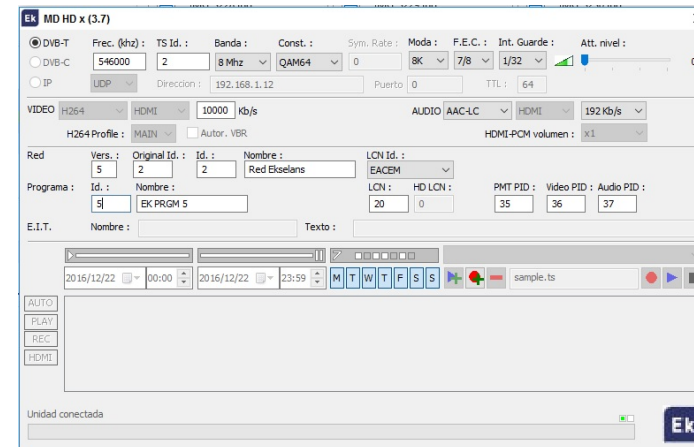 Ek MD HD x (3.7)
DVB-T Frec. (khz) : TS Id. : Banda : Const. : Sym. Rate : Moda : F.E.C. : Int. Guarde : Att. nivel :
DVB-C 546000 2 8 Mhz QAM64 0 8K 7/8 1/32
IP UDP Direccion : 192.168.1.12 Puerto 0 TTL : 64
VIDEO H264 HDMI 10000 Kb/s AUDIO AAC-LC HDMI 192 Kb/s
H264 Profile : MAIN Autor. VBR HDMI-PCM volumen : x1
Red Vers. : Original Id. : Id. : Nombre : LCN Id. :
5 2 2 Red Ekselans EACEM
Programa : Id. : Nombre : LCN : HD LCN : PMT PID : Video PID : Audio PID :
5 EK PRGM 5 20 0 35 36 37
E.I.T. Nombre : Texto :
2016/12/22 00:00 2016/12/22 23:59 M T W T F S S sample.ts
AUTO
PLAY
REC
HDMI
Unidad conectada
Ek